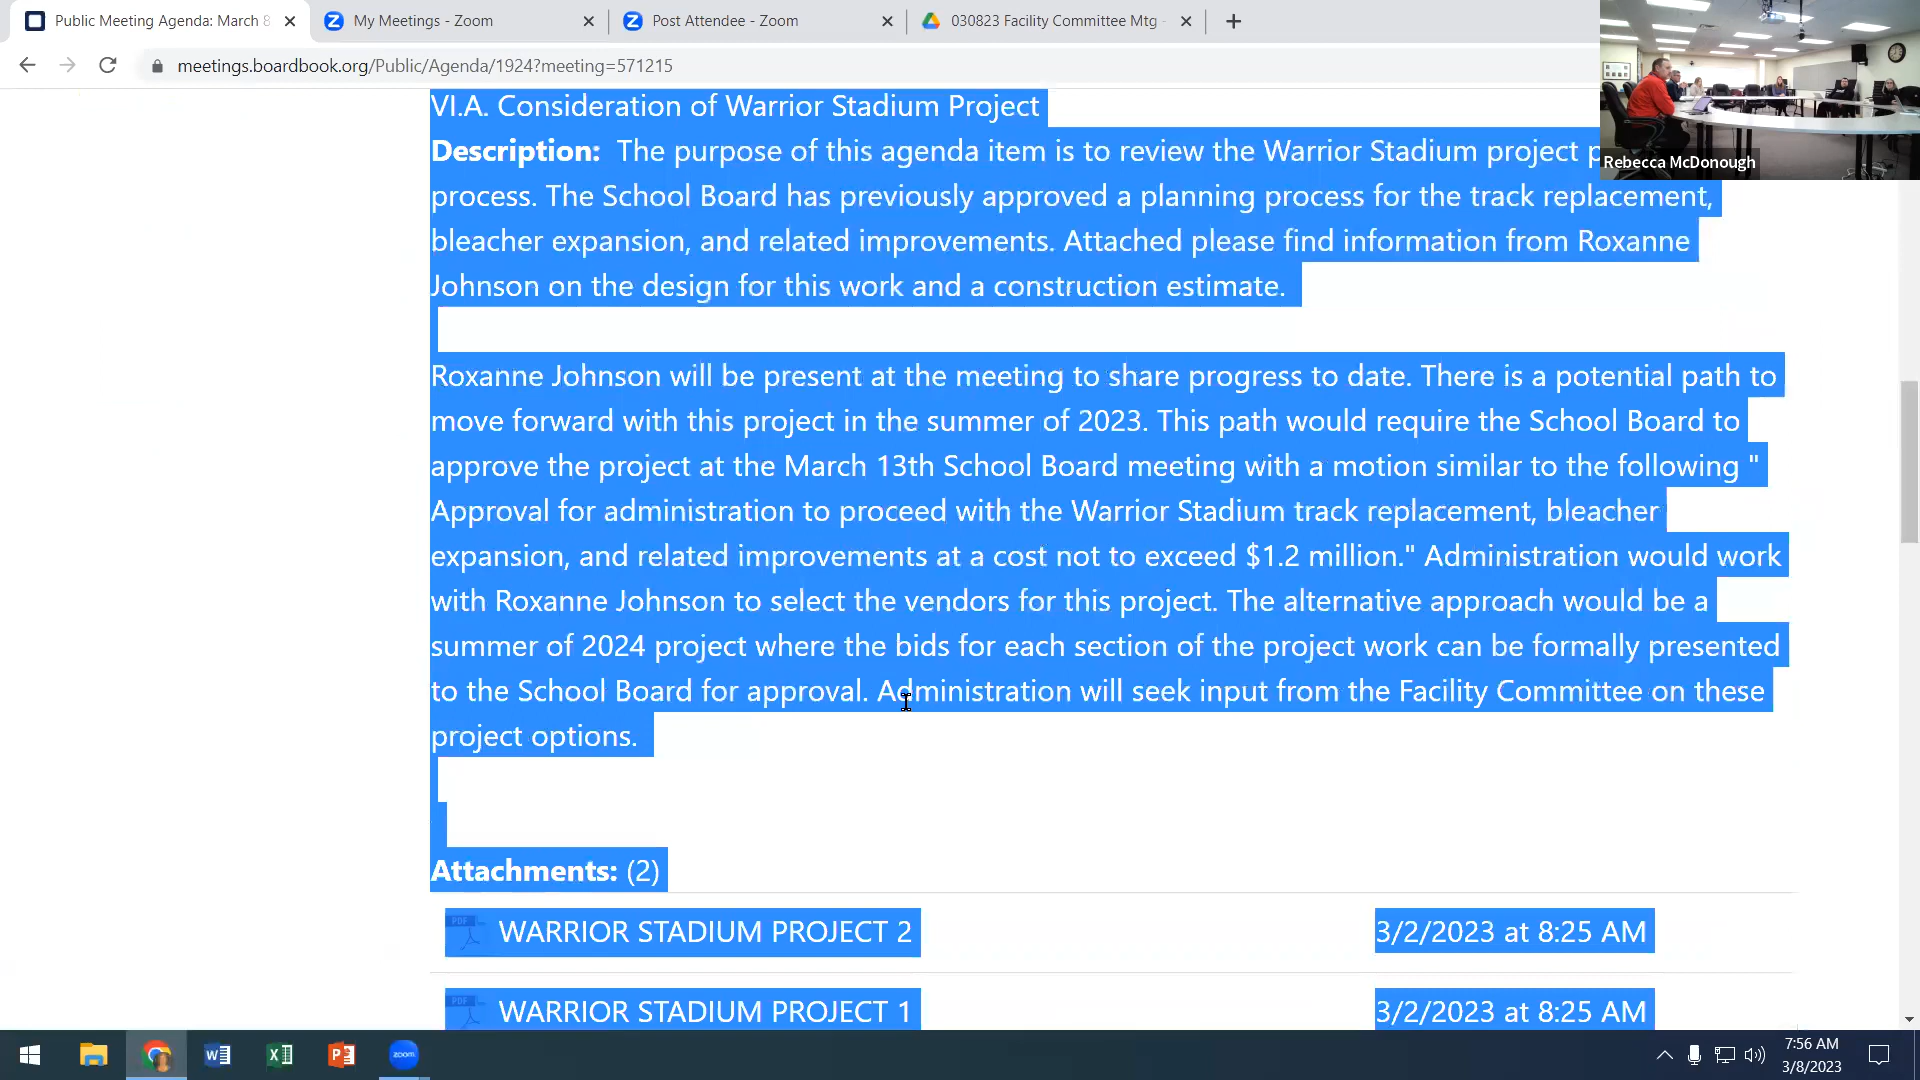 Public Meeting Agenda: March 8
My Meetings - Zoom
Post Attendee - Zoom
030823 Facility Committee Mtg -
meetings.boardbook.org/Public/Agenda/1924?meeting=571215
Rebecca McDonough
VI.A. Consideration of Warrior Stadium Project
Description: The purpose of this agenda item is to review the Warrior Stadium project
process. The School Board has previously approved a planning process for the track replacement,
bleacher expansion, and related improvements. Attached please find information from Roxanne
Johnson on the design for this work and a construction estimate.
Roxanne Johnson will be present at the meeting to share progress to date. There is a potential path to
move forward with this project in the summer of 2023. This path would require the School Board to
approve the project at the March 13th School Board meeting with a motion similar to the following "
Approval for administration to proceed with the Warrior Stadium track replacement, bleacher
expansion, and related improvements at a cost not to exceed $1.2 million." Administration would work
with Roxanne Johnson to select the vendors for this project. The alternative approach would be a
summer of 2024 project where the bids for each section of the project work can be formally presented
to the School Board for approval. Administration will seek input from the Facility Committee on these
project options.
Attachments: (2)
WARRIOR STADIUM PROJECT 2 3/2/2023 at 8:25 AM
WARRIOR STADIUM PROJECT 1 3/2/2023 at 8:25 AM
zoom
7:56 AM
3/8/2023